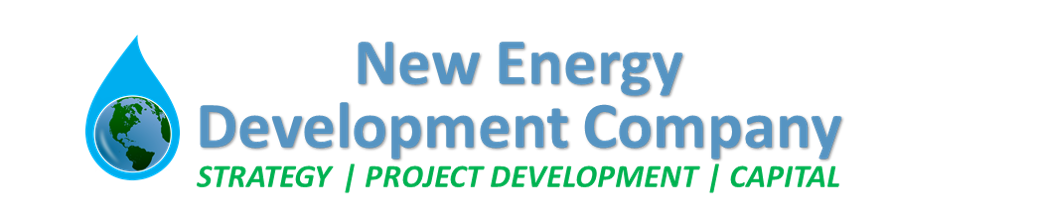 New Energy
Development Company
STRATEGY | PROJECT DEVELOPMENT | CAPITAL